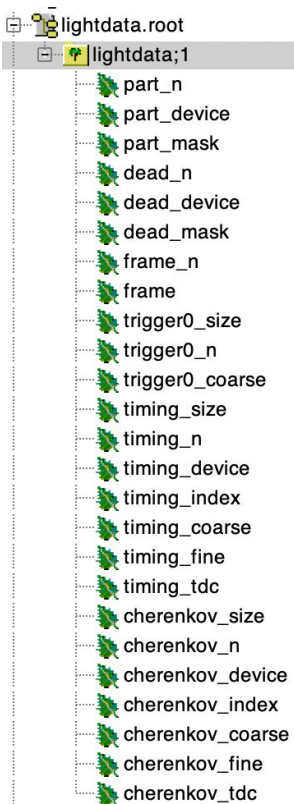 lightdata.root
lightdata;1
part_n
part_device
part_mask
dead_n
dead_device
dead_mask
frame_n
frame
trigger0_size
trigger0_n
trigger0_coarse
timing_size
timing_n
timing_device
timing_index
timing_coarse
timing_fine
timing_tdc
cherenkov_size
cherenkov_n
cherenkov_device
cherenkov_index
cherenkov_coarse
cherenkov_fine
cherenkov_tdc